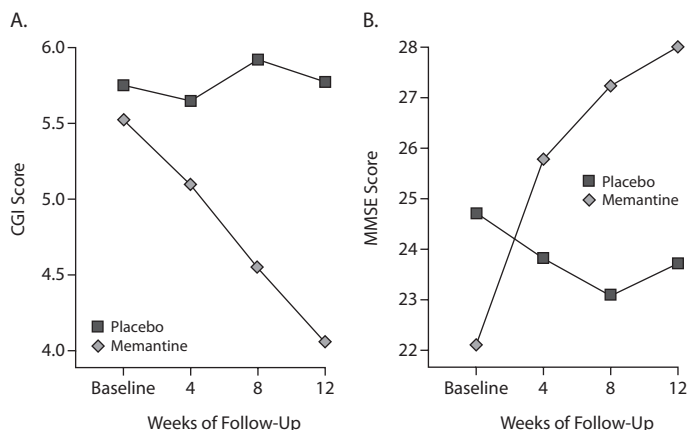 A.
6.0
5.5
5.0
4.5
4.0
CGI Score
Placebo
Memantine
Baseline 4 8 12
Weeks of Follow-Up
B.
28
27
26
25
24
23
22
MMSE Score
Placebo
Memantine
Baseline 4 8 12
Weeks of Follow-Up